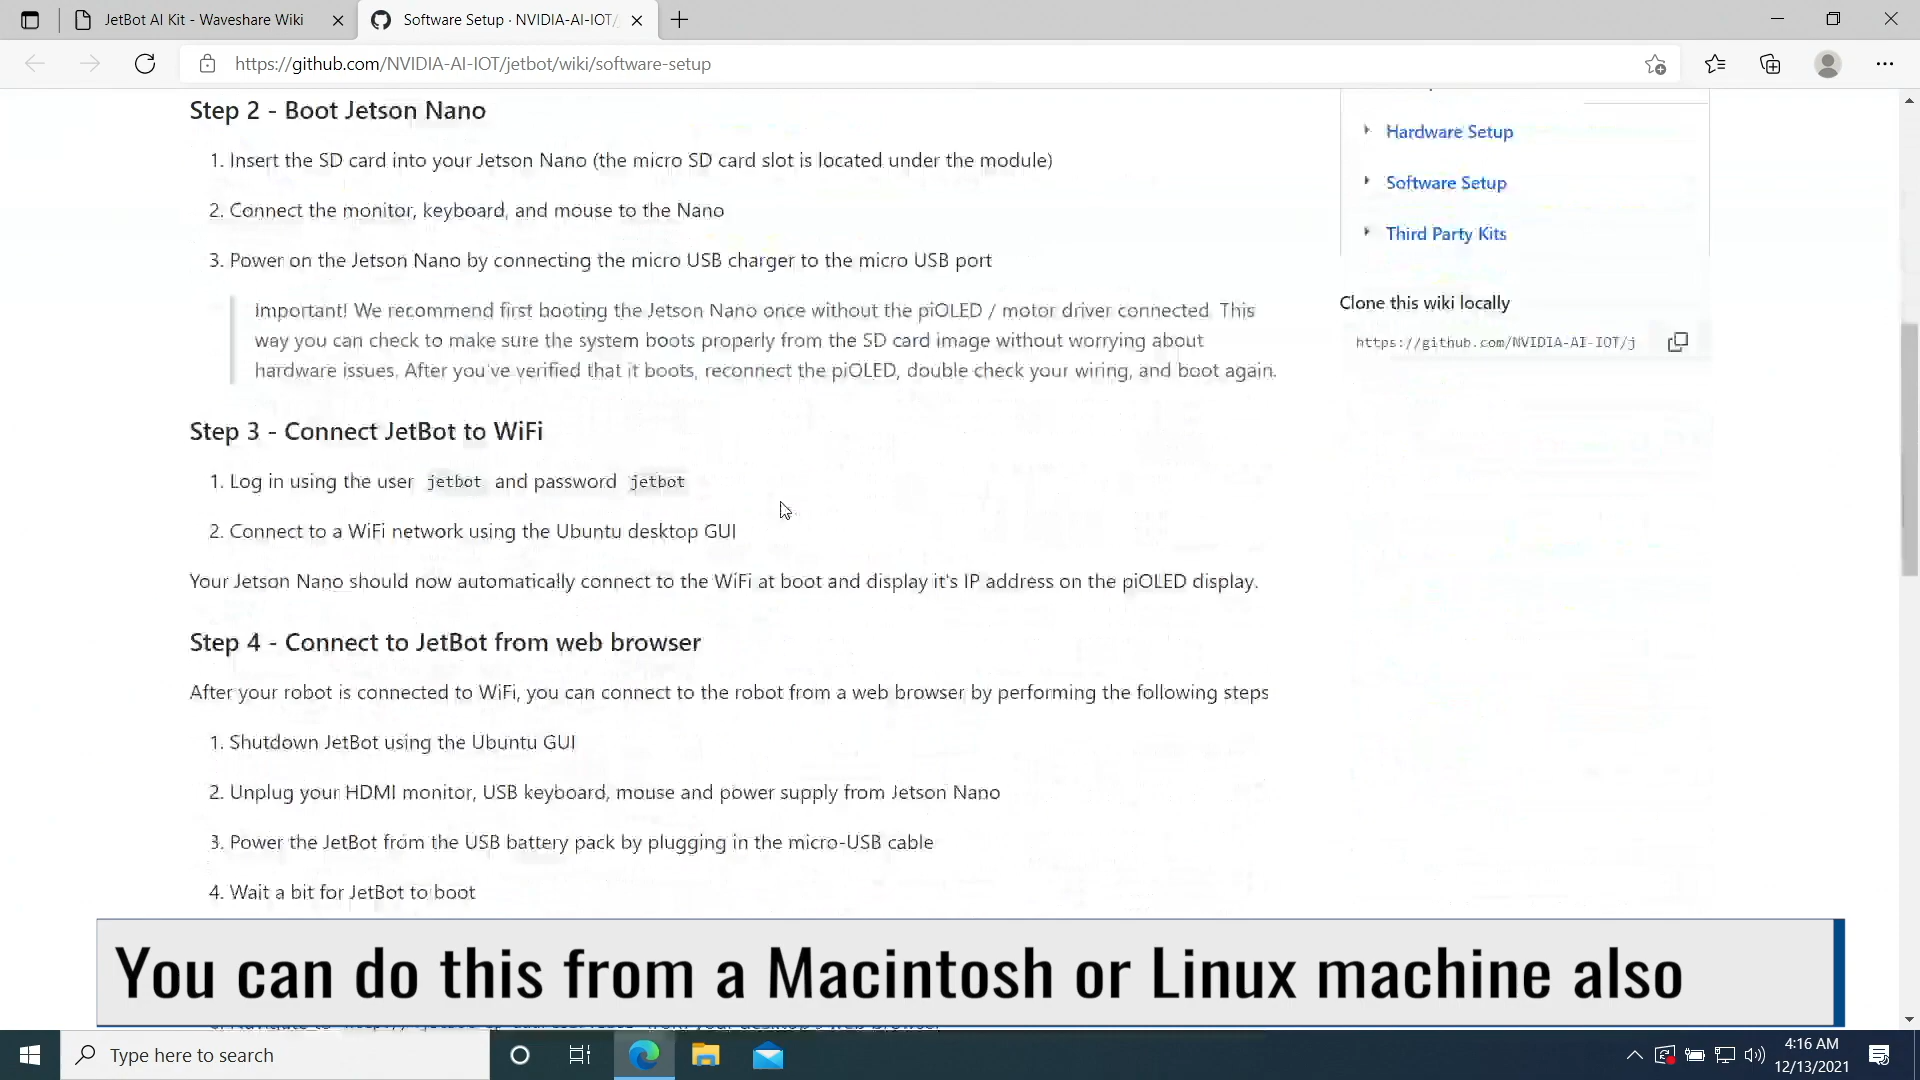 JetBot AI Kit - Waveshare Wiki
Software Setup · NVIDIA-AI-IOT/
https://github.com/NVIDIA-AI-IOT/jetbot/wiki/software-setup
Step 2 - Boot Jetson Nano
1. Insert the SD card into your Jetson Nano (the micro SD card slot is located under the module)
2. Connect the monitor, keyboard, and mouse to the Nano
3. Power on the Jetson Nano by connecting the micro USB charger to the micro USB port
Important! We recommend first booting the Jetson Nano once without the piOLED / motor driver connected. This
way you can check to make sure the system boots properly from the SD card image without worrying about
hardware issues. After you've verified that it boots, reconnect the piOLED, double check your wiring, and boot again.
Step 3 - Connect JetBot to WiFi
1. Log in using the user jetbot and password jetbot
2. Connect to a WiFi network using the Ubuntu desktop GUI
Your Jetson Nano should now automatically connect to the WiFi at boot and display it's IP address on the piOLED display.
Step 4 - Connect to JetBot from web browser
After your robot is connected to WiFi, you can connect to the robot from a web browser by performing the following steps
1. Shutdown JetBot using the Ubuntu GUI
2. Unplug your HDMI monitor, USB keyboard, mouse and power supply from Jetson Nano
3. Power the JetBot from the USB battery pack by plugging in the micro-USB cable
4. Wait a bit for JetBot to boot
Hardware Setup
Software Setup
Third Party Kits
Clone this wiki locally
https://github.com/NVIDIA-AI-IOT/j
You can do this from a Macintosh or Linux machine also
Type here to search
4:16 AM
12/13/2021